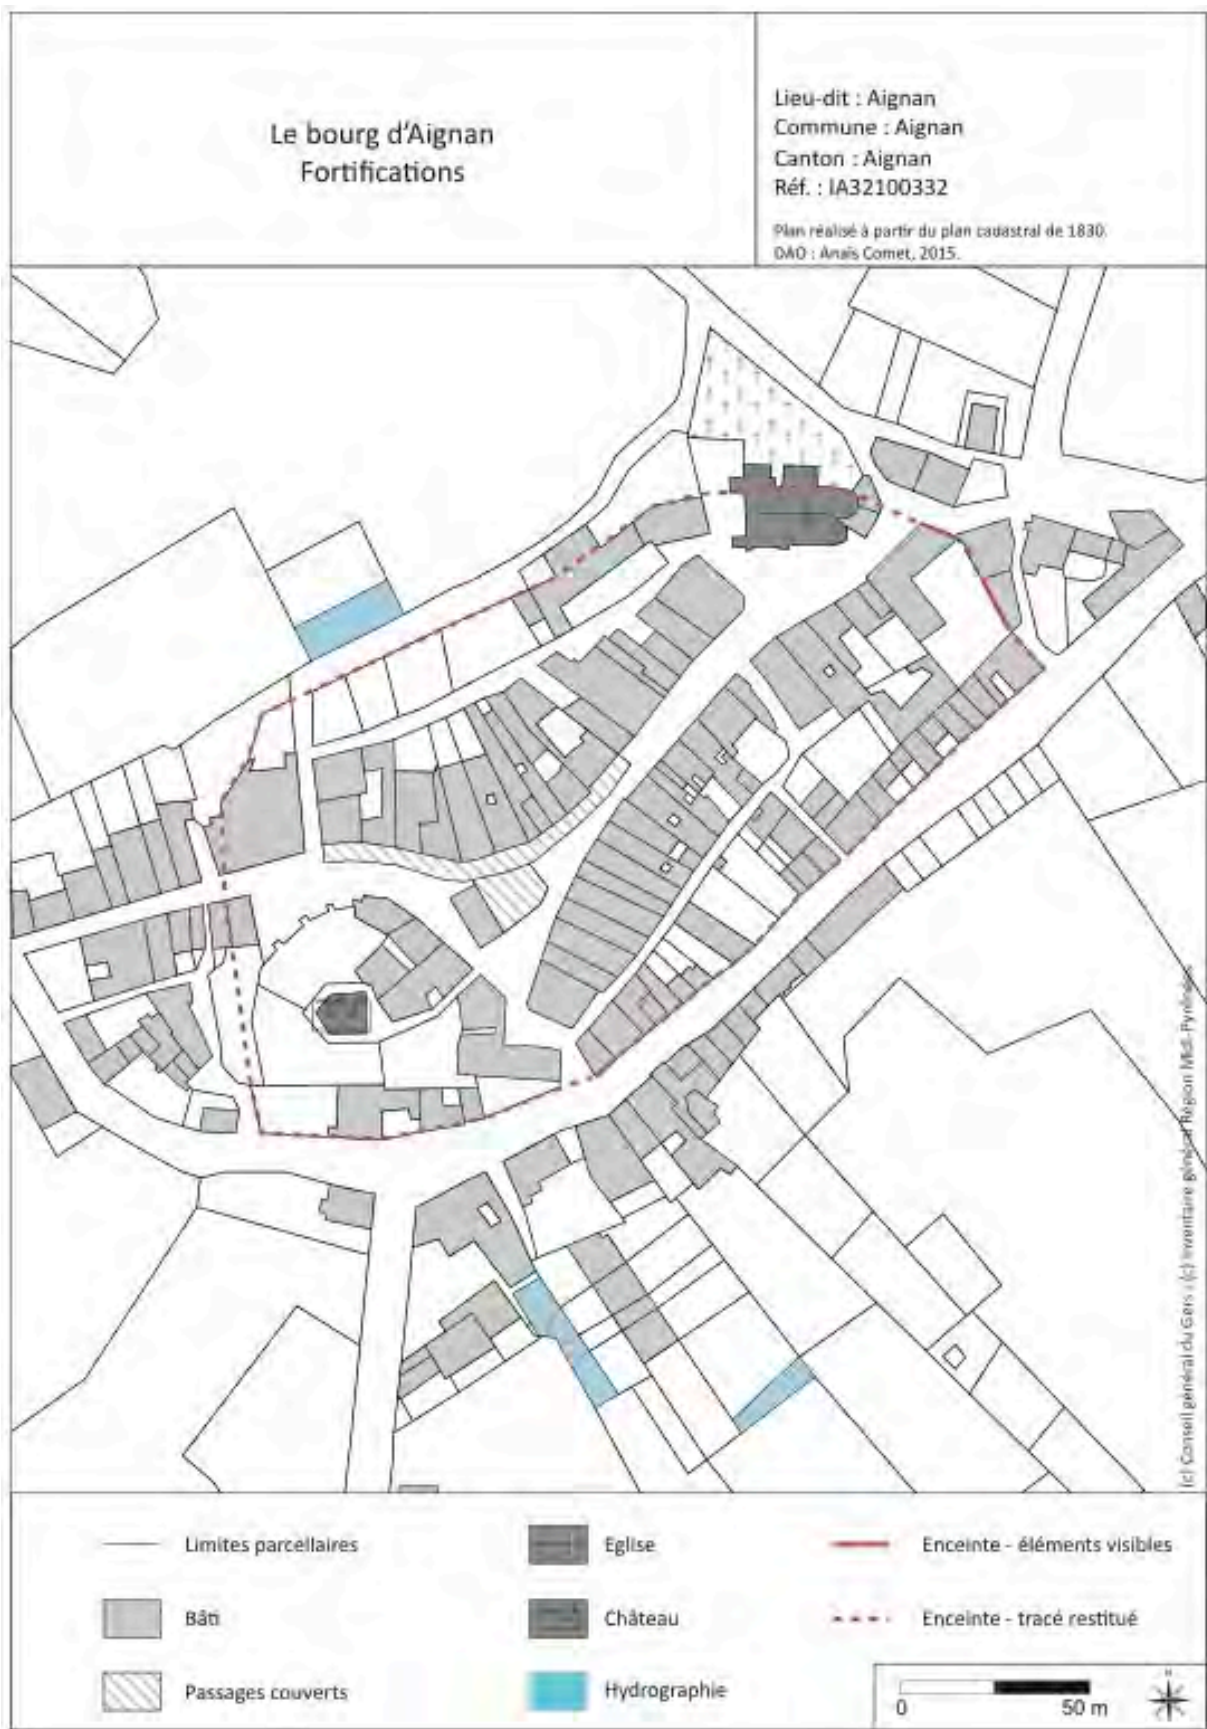 Le bourg d'Aignan
Fortifications
Lieu-dit : Aignan
Commune : Aignan
Canton : Aignan
Réf. : IA32100332
Plan réalisé à partir du plan cadastral de 1830.
DAO : Anaïs Comet, 2015.
(c) Conseil général du Gers ; (c) Inventaire général Région Midi-Pyrénées
Limites parcellaires
Eglise
Enceinte - éléments visibles
Bâti
Château
Enceinte - tracé restitué
Passages couverts
Hydrographie
0
50 m
N